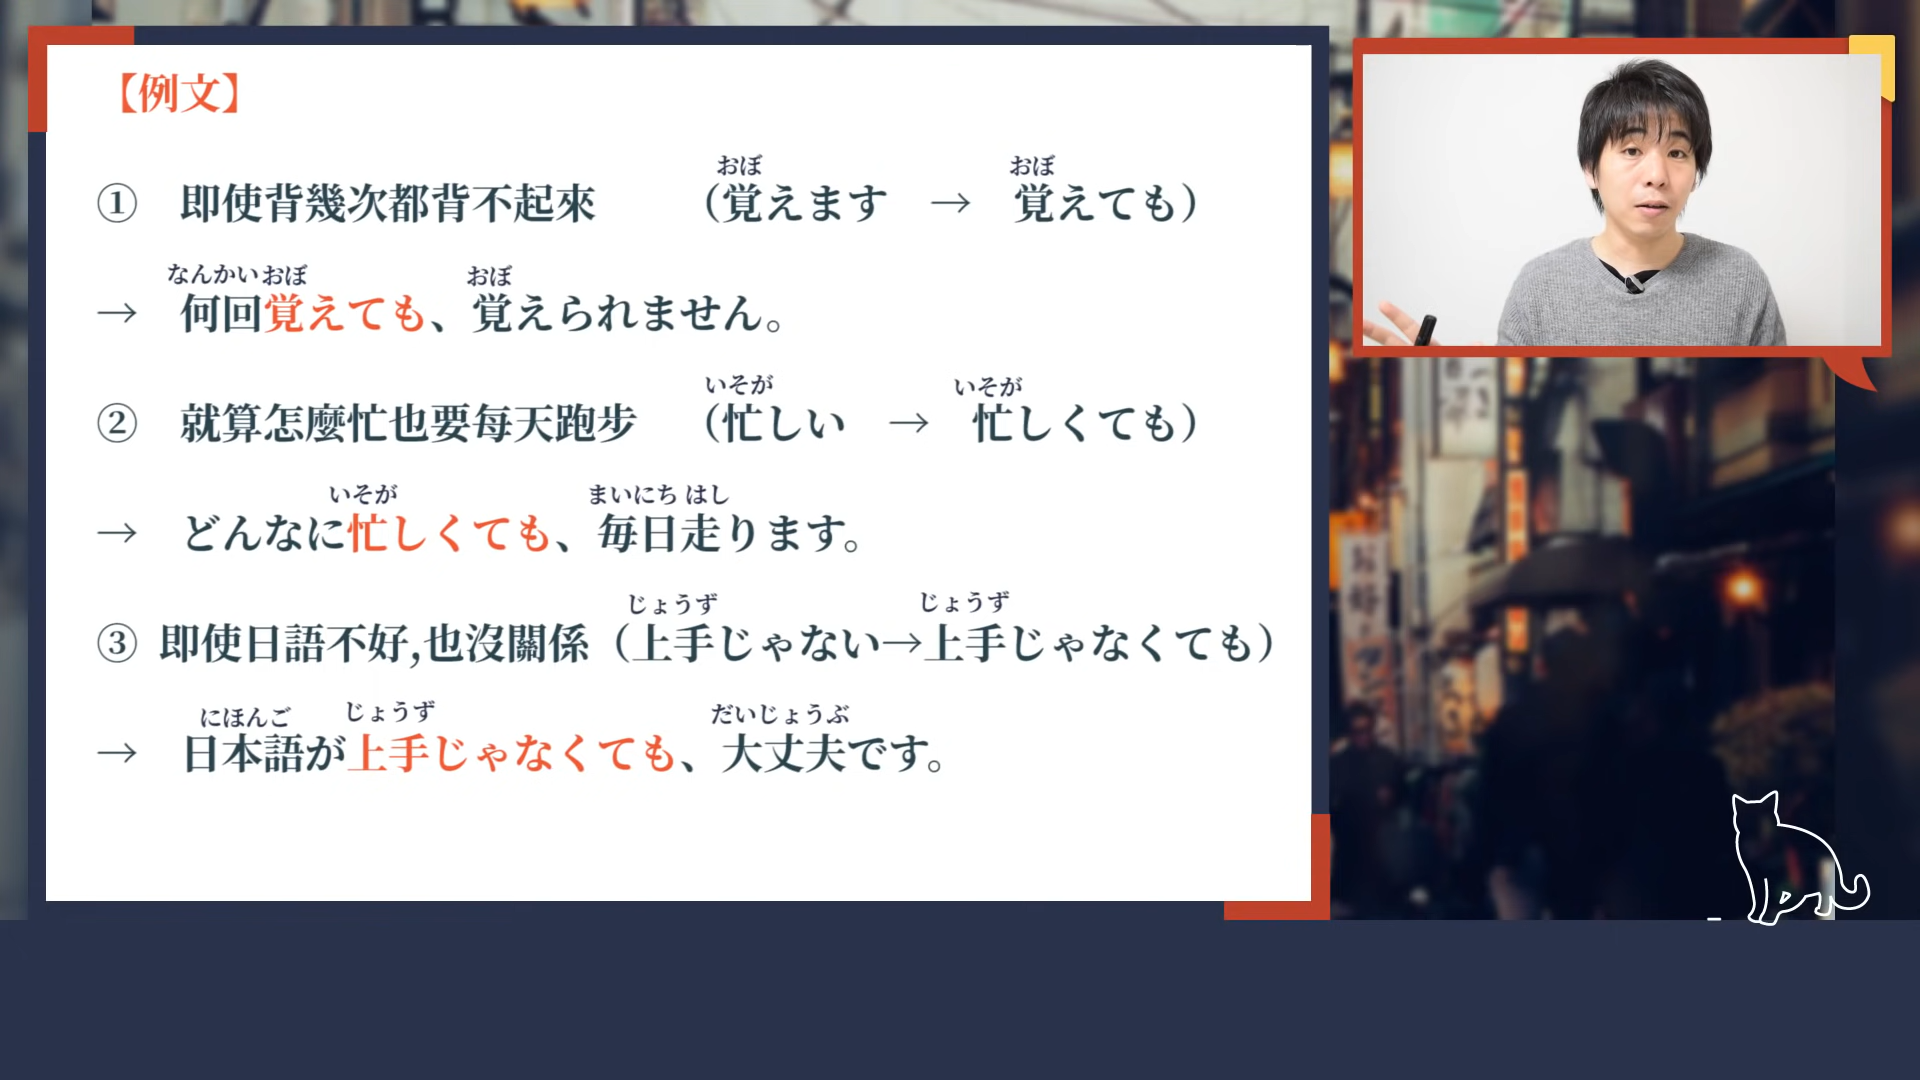 【例文】
① 即使背幾次都背不起來 （覚えます → 覚えても）
おぼ おぼ
→ 何回覚えても、覚えられません。
なんかい おぼ おぼ
② 就算怎麼忙也要每天跑步 （忙しい → 忙しくても）
いそが いそが
→ どんなに忙しくても、毎日走ります。
いそが まいにち はし
③ 即使日語不好,也沒關係（上手じゃない→上手じゃなくても）
じょうず じょうず
→ 日本語が上手じゃなくても、大丈夫です。
にほんご じょうず だいじょうぶ
お好